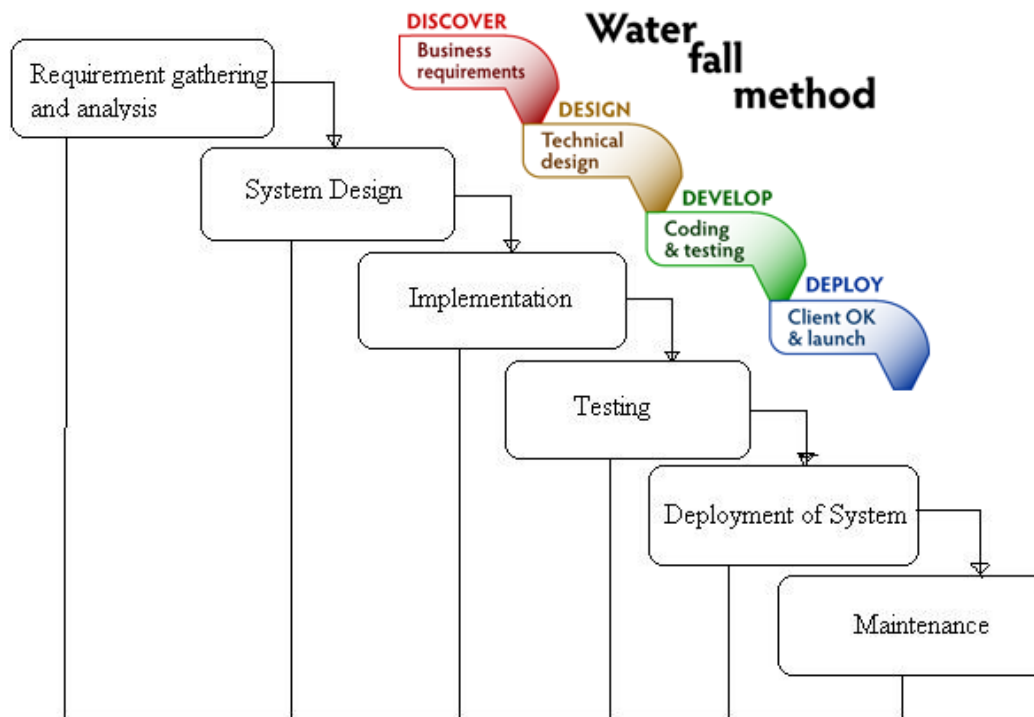 Water
fall
method
DISCOVER
Business
requirements
DESIGN
Technical
design
DEVELOP
Coding
& testing
DEPLOY
Client OK
& launch
Requirement gathering
and analysis
System Design
Implementation
Testing
Deployment of System
Maintenance